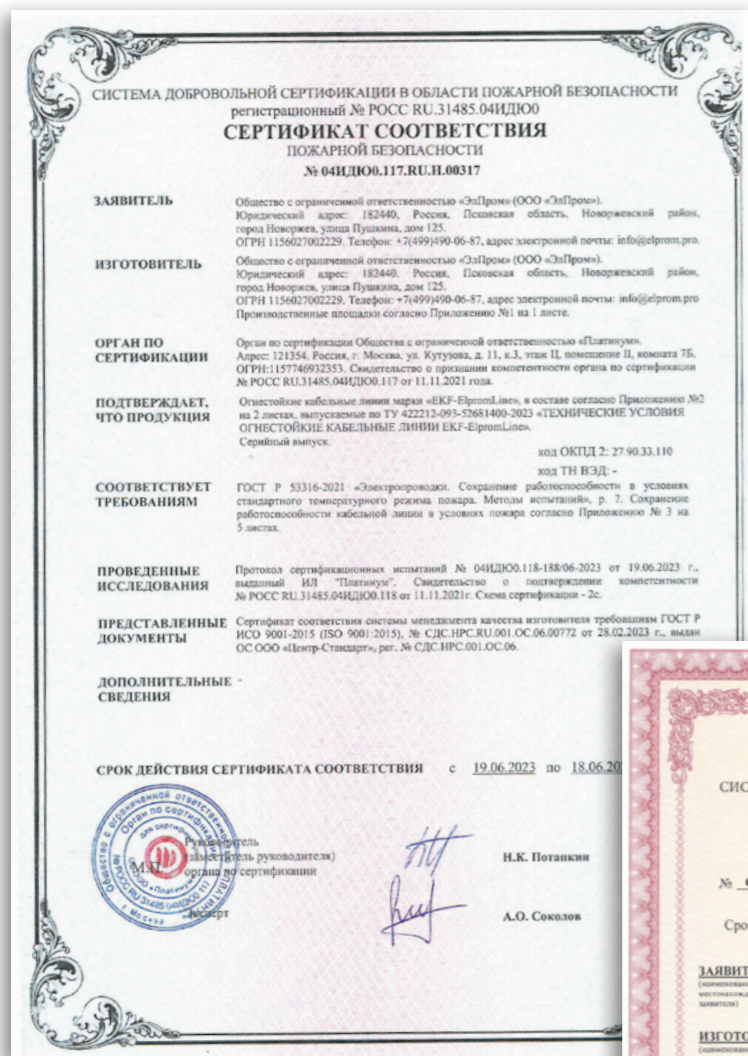 СИСТЕМА ДОБРОВОЛЬНОЙ СЕРТИФИКАЦИИ В ОБЛАСТИ ПОЖАРНОЙ БЕЗОПАСНОСТИ
регистрационный № РОСС RU.31485.04ИДЮ0
СЕРТИФИКАТ СООТВЕТСТВИЯ
ПОЖАРНОЙ БЕЗОПАСНОСТИ
№ 04ИДЮ0.117.RU.Н.00317
ЗАЯВИТЕЛЬ
Общество с ограниченной ответственностью «ЭлПром» (ООО «ЭлПром»).
Юридический адрес: 182440, Россия, Псковская область, Новоржевский район,
город Новоржев, улица Пушкина, дом 125.
ОГРН 1156027002229. Телефон: +7(499)490-06-87, адрес электронной почты: info@elprom.pro.
ИЗГОТОВИТЕЛЬ
Общество с ограниченной ответственностью «ЭлПром» (ООО «ЭлПром»).
Юридический адрес: 182440, Россия, Псковская область, Новоржевский район,
город Новоржев, улица Пушкина, дом 125.
ОГРН 1156027002229. Телефон: +7(499)490-06-87, адрес электронной почты: info@elprom.pro
Производственные площадки согласно Приложению №1 на 1 листе.
ОРГАН ПО
СЕРТИФИКАЦИИ
Орган по сертификации Общества с ограниченной ответственностью «Платинум».
Адрес: 121354, Россия, г. Москва, ул. Кутузова, д. 11, к.3, этаж Ц, помещение II, комната 7Б,
ОГРН:1157746932353. Свидетельство о признании компетентности органа по сертификации
№ РОСС RU.31485.04ИДЮ0.117 от 11.11.2021 года.
ПОДТВЕРЖДАЕТ,
ЧТО ПРОДУКЦИЯ
Огнестойкие кабельные линии марки «EKF-ElpromLine», в составе согласно Приложению №2
на 2 листах, выпускаемые по ТУ 422212-093-52681400-2023 «ТЕХНИЧЕСКИЕ УСЛОВИЯ
ОГНЕСТОЙКИЕ КАБЕЛЬНЫЕ ЛИНИИ EKF-ElpromLine».
Серийный выпуск.
код ОКПД 2: 27.90.33.110
код ТН ВЭД: -
СООТВЕТСТВУЕТ
ТРЕБОВАНИЯМ
ГОСТ Р 53316-2021 «Электропроводки. Сохранение работоспособности в условиях
стандартного температурного режима пожара. Методы испытаний», р. 7. Сохранение
работоспособности кабельной линии в условиях пожара согласно Приложению № 3 на
5 листах.
ПРОВЕДЕННЫЕ
ИССЛЕДОВАНИЯ
Протокол сертификационных испытаний № 04ИДЮ0.118-188/06-2023 от 19.06.2023 г.,
выданный ИЛ "Платинум". Свидетельство о подтверждении компетентности
№ РОСС RU.31485.04ИДЮ0.118 от 11.11.2021г. Схема сертификации - 2с.
ПРЕДСТАВЛЕННЫЕ
ДОКУМЕНТЫ
Сертификат соответствия системы менеджмента качества изготовителя требованиям ГОСТ Р
ИСО 9001-2015 (ISO 9001:2015), № СДС.НРС.RU.001.ОС.06.00772 от 28.02.2023 г., выдан
ОС ООО «Центр-Стандарт», рег. № СДС.НРС.001.ОС.06.
ДОПОЛНИТЕЛЬНЫЕ -
СВЕДЕНИЯ
СРОК ДЕЙСТВИЯ СЕРТИФИКАТА СООТВЕТСТВИЯ с 19.06.2023 по 18.06.20
Руководитель
(заместитель руководителя)
М.П. органа по сертификации
Н.К. Потапкин
Эксперт
А.О. Соколов
СИС
№
Сро
ЗАЯВИТ
ИЗГОТО